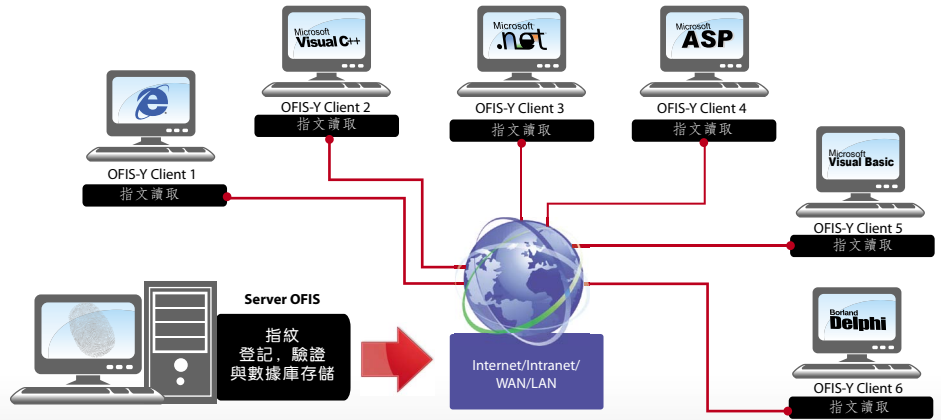 Microsoft
Visual C++
OFIS-Y Client 2
指文讀取
Microsoft
.net
OFIS-Y Client 3
指文讀取
Microsoft
ASP
OFIS-Y Client 4
指文讀取
OFIS-Y Client 1
指文讀取
Microsoft
Visual Basic
OFIS-Y Client 5
指文讀取
Server OFIS
指紋
登記，驗證
與數據庫存儲
Internet/Intranet/
WAN/LAN
Borland
Delphi
OFIS-Y Client 6
指文讀取